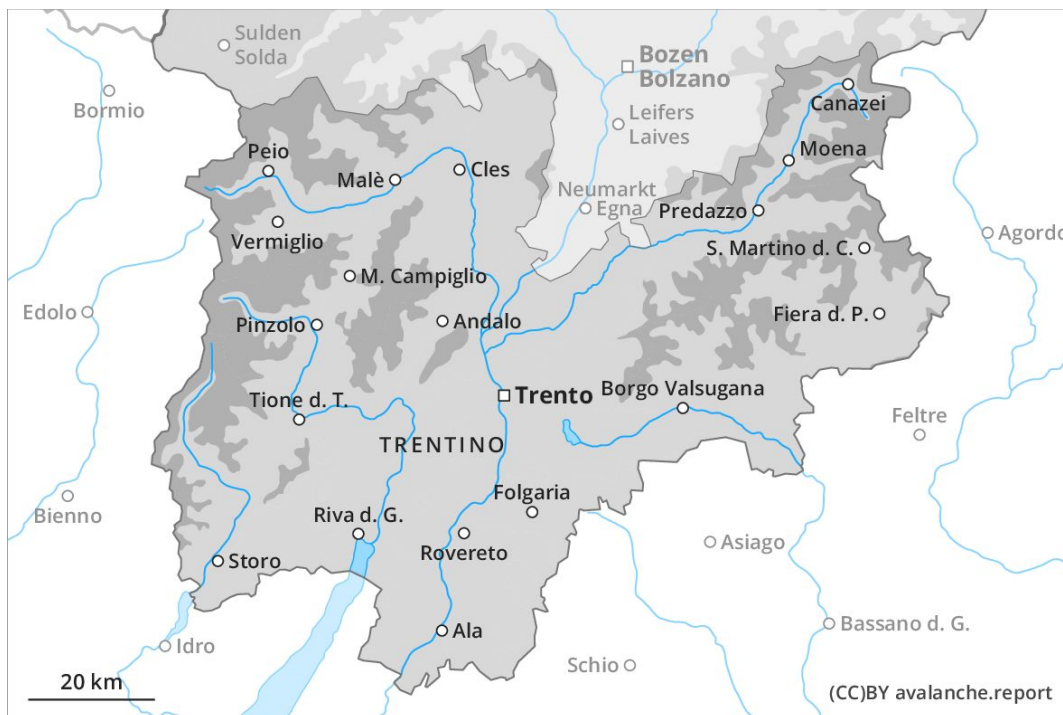 Sulden
Solda
Bozen
Bolzano
Bormio
Canazei
Leifers
Laives
Peio
Moena
Malè
Cles
Neumarkt
Egna
Predazzo
Vermiglio
Agordo
S. Martino d. C.
M. Campiglio
Edolo
Pinzolo
Andalo
Fiera d. P.
Trento
Borgo Valsugana
Tione d. T.
Feltre
TRENTINO
Bienno
Folgaria
Riva d. G.
Rovereto
Asiago
Storo
Ala
Bassano d. G.
Idro
Schio
20 km
(CC)BY avalanche.report